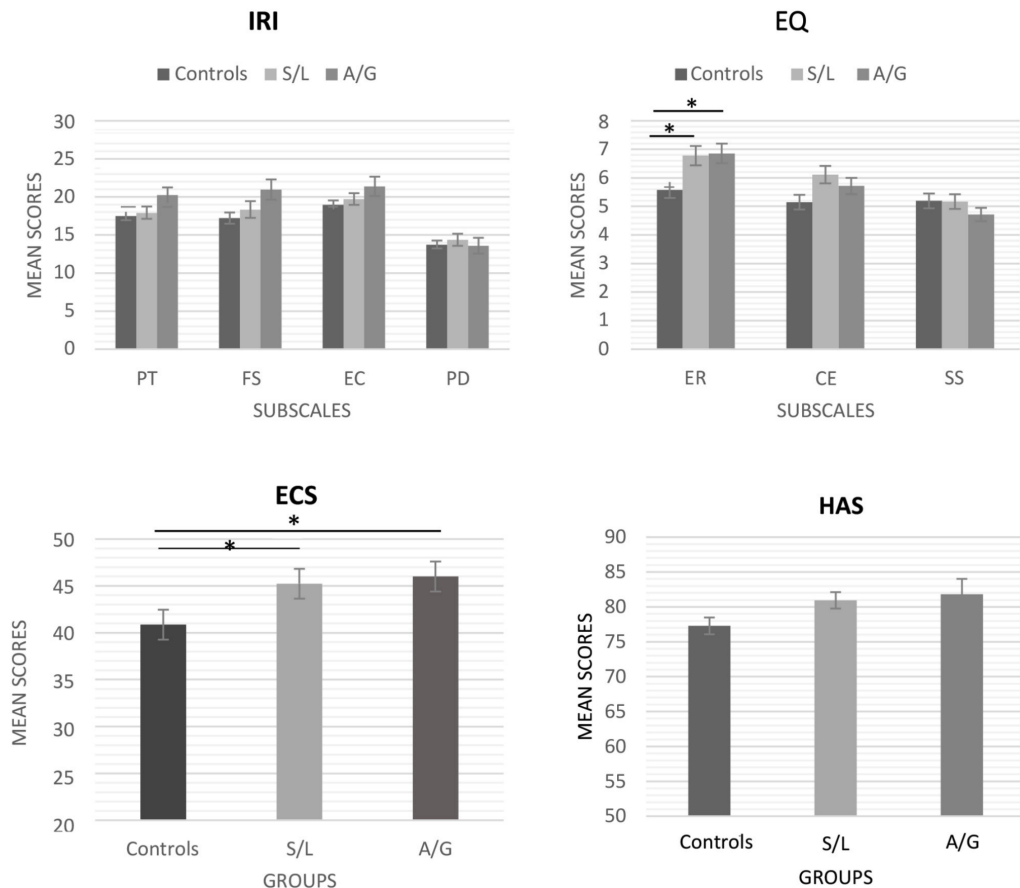 IRI
Controls S/L A/G
MEAN SCORES
30
25
20
15
10
5
0
PT FS EC PD
SUBSCALES
EQ
Controls S/L A/G
MEAN SCORES
8
7
6
5
4
3
2
1
0
*
*
ER CE SS
SUBSCALES
ECS
MEAN SCORES
50
45
40
35
30
25
20
*
*
Controls S/L A/G
GROUPS
HAS
MEAN SCORES
90
85
80
75
70
65
60
55
50
Controls S/L A/G
GROUPS